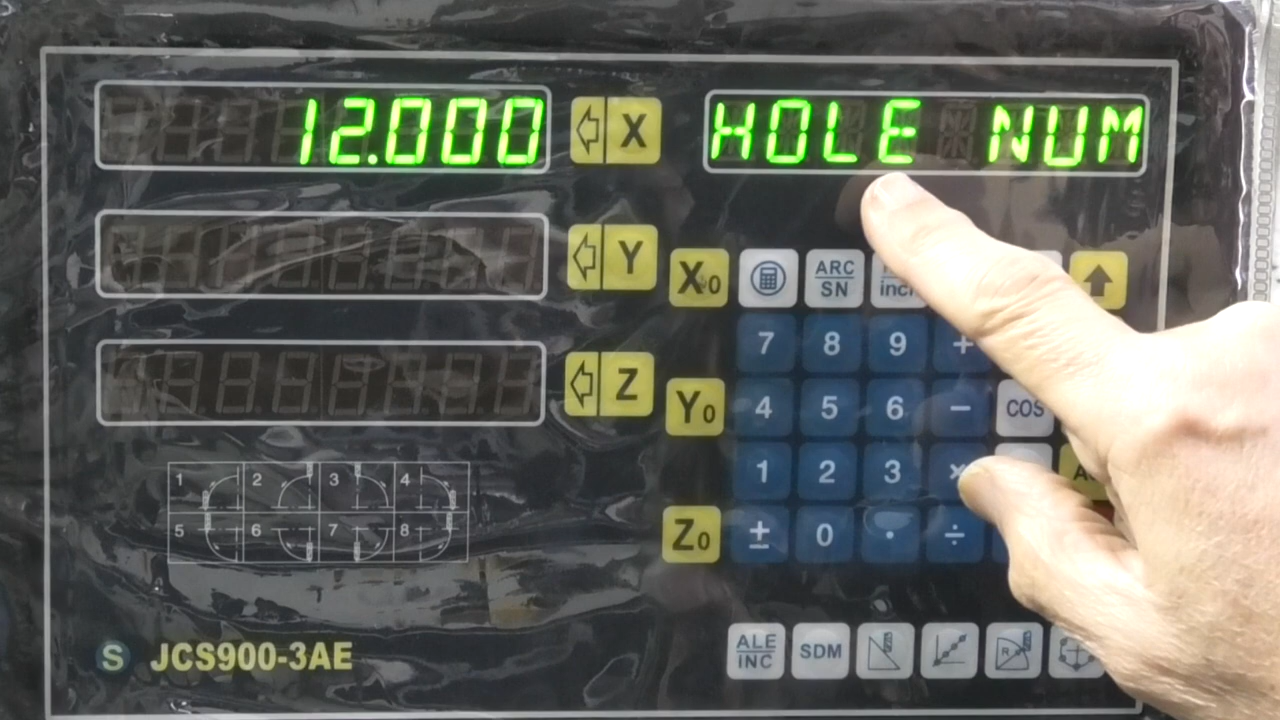 12.000
X
HOLE NUM
Y
X0
ARC
SN
inch
7
8
9
+
Z
Y0
4
5
6
−
COS
1
2
3
×
1
2
3
4
5
6
7
8
Z0
±
0
.
÷
S
JCS900-3AE
ALE
INC
SDM
R